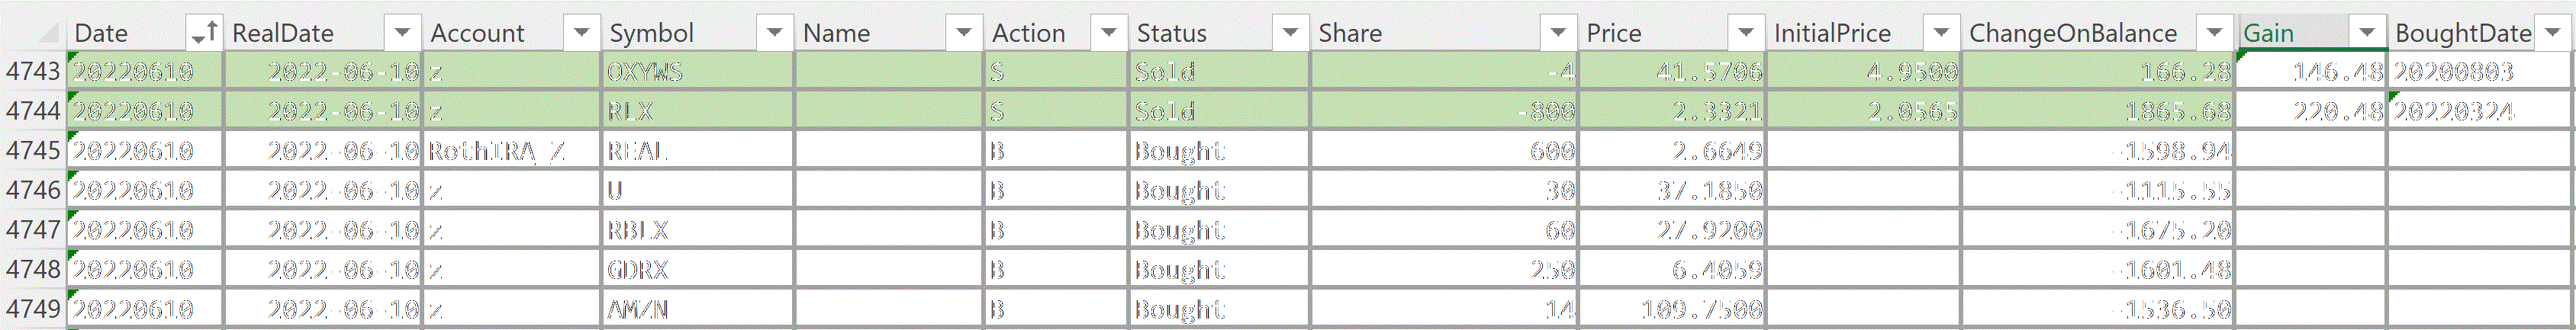 Date RealDate Account Symbol Name Action Status Share Price InitialPrice ChangeOnBalance Gain BoughtDate
4743 20220610 2022-06-10 z OXYWS S Sold -4 41.5706 4.9500 166.28 146.48 20200803
4744 20220610 2022-06-10 z RLX S Sold -800 2.3321 2.0565 1865.68 220.48 20220324
4745 20220610 2022-06-10 RothIRA_Z REAL B Bought 600 2.6649 -1598.94
4746 20220610 2022-06-10 z U B Bought 30 37.1850 -1115.55
4747 20220610 2022-06-10 z RBLX B Bought 60 27.9200 -1675.20
4748 20220610 2022-06-10 z GDRX B Bought 250 6.4059 -1601.48
4749 20220610 2022-06-10 z AMZN B Bought 14 109.7500 -1536.50